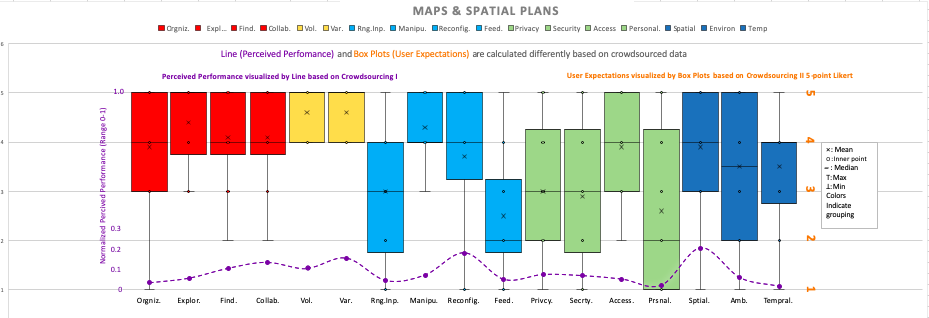 MAPS & SPATIAL PLANS
Orgniz. Expl... Find. Collab. Vol. Var. Rng.Inp. Manipu. Reconfig. Feed. Privacy Security Access Personal. Spatial Environ Temp
Line (Perceived Perfomance) and Box Plots (User Expectations) are calculated differently based on crowdsourced data
Perceived Performance visualized by Line based on Crowdsourcing I
User Expectations visualized by Box Plots based on Crowdsourcing II 5-point Likert
Normalized Percived Performance (Range 0-1)
6
5
4
3
2
1
1.0
0.3
0.2
0.1
0
5
4
3
2
1
×: Mean
o:Inner point
–: Median
T:Max
⊥:Min
Colors
Indicate
grouping
Orgniz. Explor. Find. Collab. Vol. Var. Rng.Inp. Manipu. Reconfig. Feed. Privcy. Secrty. Access. Prsnal. Sptial. Amb. Tempral.